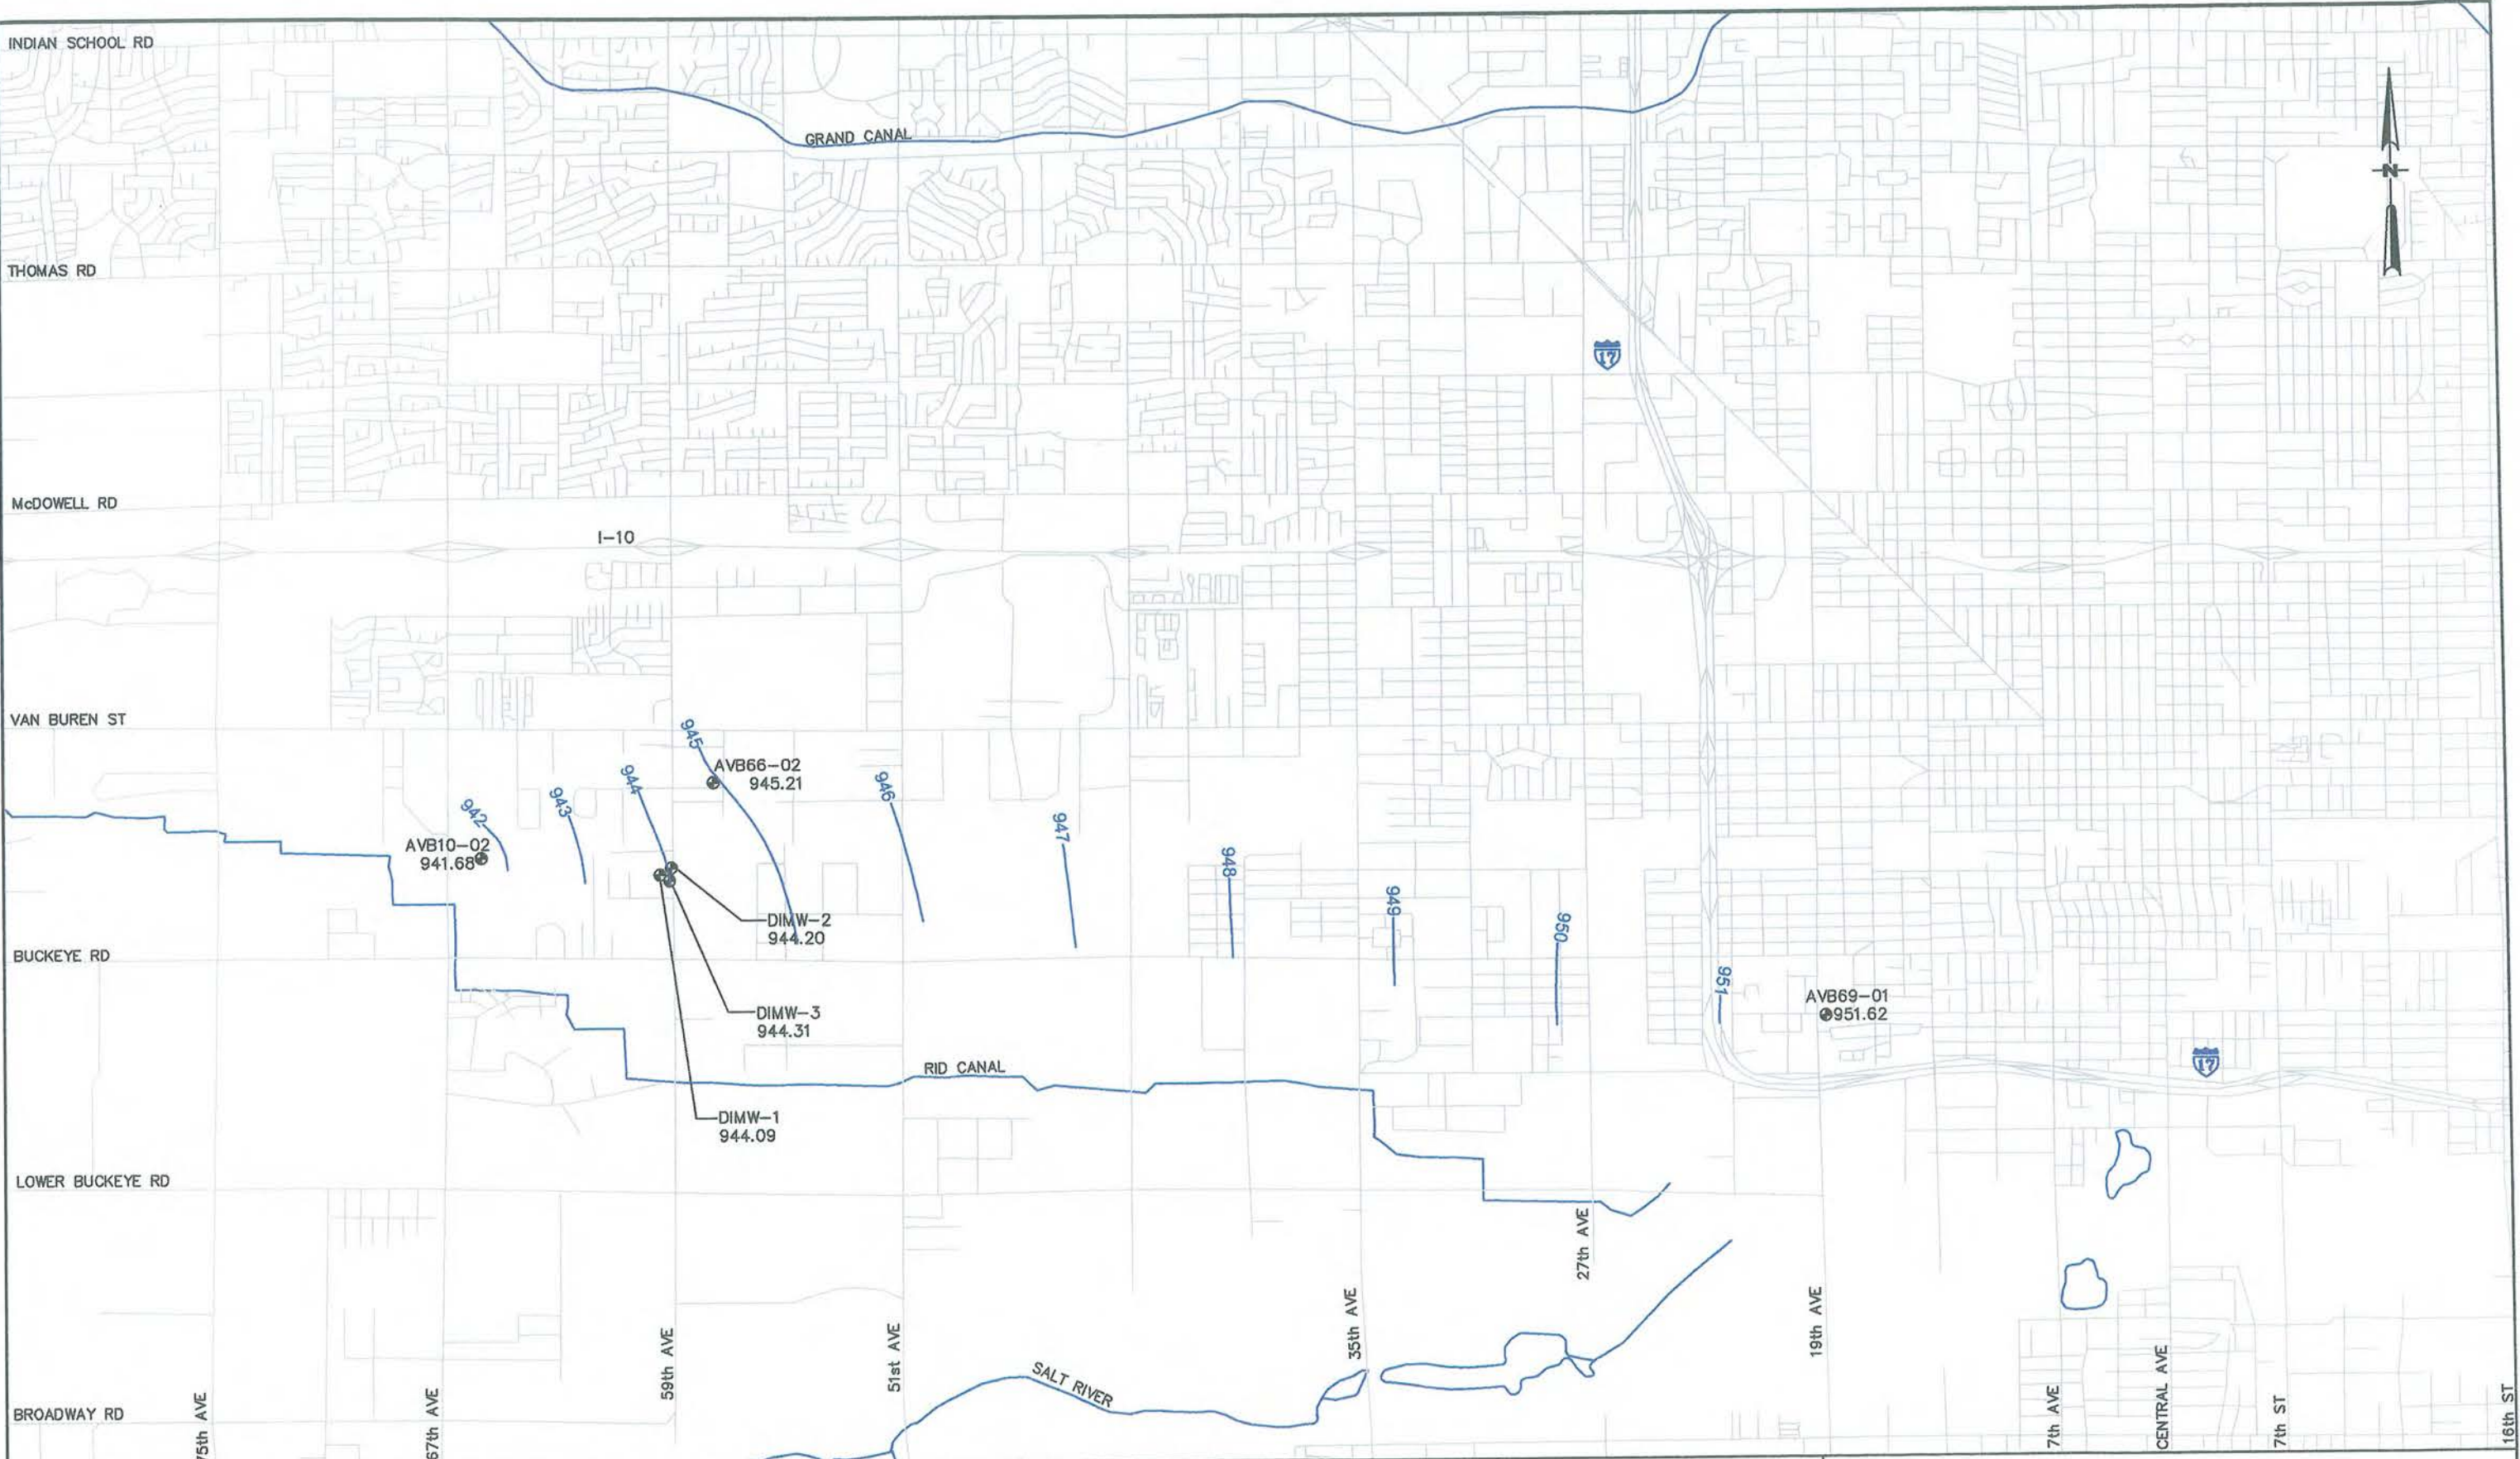 INDIAN SCHOOL RD
GRAND CANAL
N
THOMAS RD
17
McDOWELL RD
I-10
VAN BUREN ST
945
AVB66-02
945.21
944
946
943
942
947
AVB10-02
941.68
948
949
DIMW-2
944.20
950
BUCKEYE RD
951
AVB69-01
951.62
DIMW-3
944.31
RID CANAL
17
DIMW-1
944.09
LOWER BUCKEYE RD
27th AVE
35th AVE
19th AVE
59th AVE
51st AVE
SALT RIVER
CENTRAL AVE
BROADWAY RD
75th AVE
67th AVE
7th AVE
7th ST
16th ST